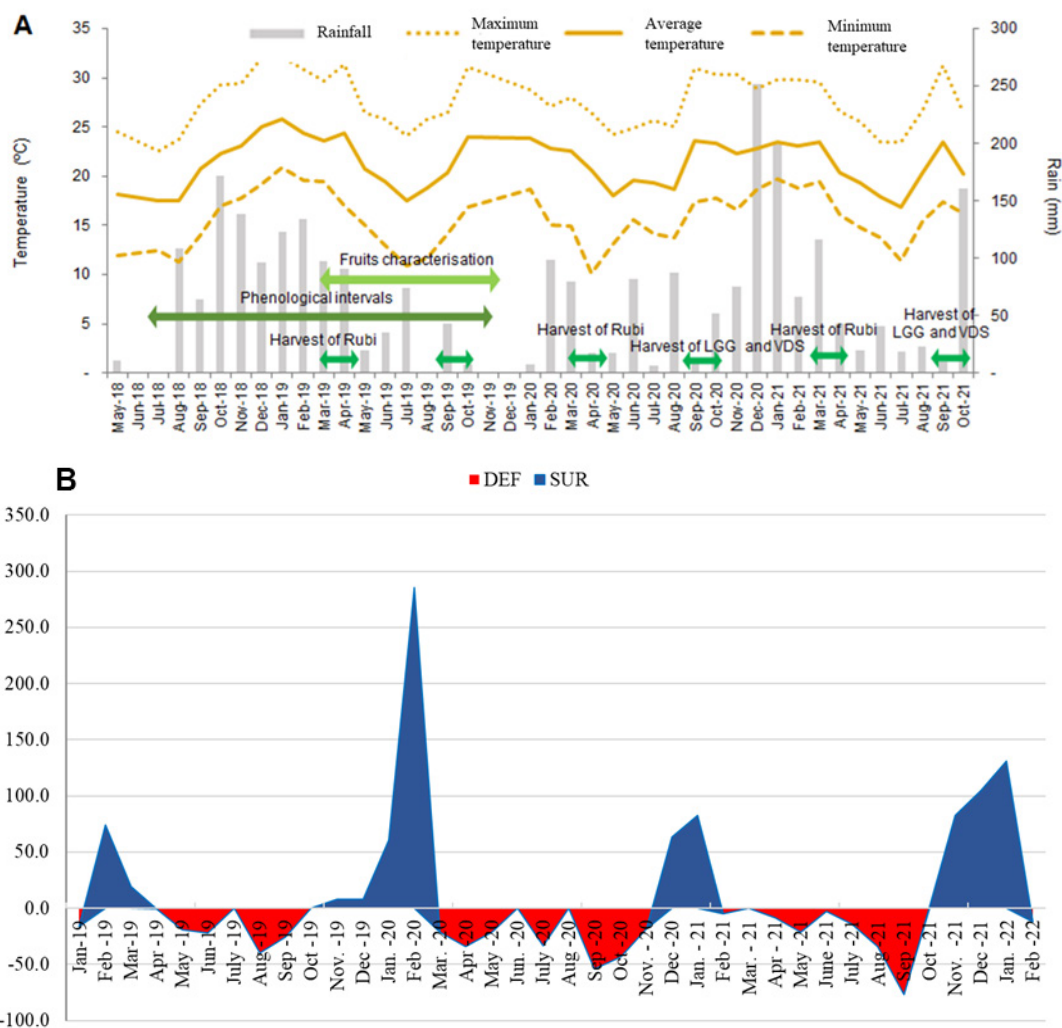 A
Rainfall
Maximum temperature
Average temperature
Minimum temperature
35
30
25
20
15
10
5
-
Temperature (ºC)
300
250
200
150
100
50
-
Rain (mm)
Fruits characterisation
Phenological intervals
Harvest of Rubi
Harvest of Rubi
Harvest of LGG and VDS
Harvest of Rubi
Harvest of
LGG and VDS
May-18
Jun-18
Jul-18
Aug-18
Sep-18
Oct-18
Nov-18
Dec-18
Jan-19
Feb-19
Mar-19
Apr-19
May-19
Jun-19
Jul-19
Aug-19
Sep-19
Oct-19
Nov-19
Dec-19
Jan-20
Feb-20
Mar-20
Apr-20
May-20
Jun-20
Jul-20
Aug-20
Sep-20
Oct-20
Nov-20
Dec-20
Jan-21
Feb-21
Mar-21
Apr-21
May-21
Jun-21
Jul-21
Aug-21
Sep-21
Oct-21
B
DEF SUR
350.0
300.0
250.0
200.0
150.0
100.0
50.0
0.0
-50.0
-100.0
Jan- 19
Feb -19
Mar-19
Apr -19
May -19
Jun -19
July -19
Aug -19
Sep -19
Oct -19
Nov. -19
Dec -19
Jan. -20
Feb -20
Mar. -20
Apr -20
May -20
Jun. -20
July -20
Aug -20
Sep -20
Oct. -20
Nov. -20
Dec -20
Jan. -21
Feb -21
Mar. -21
Apr - 21
May -21
June -21
July -21
Aug -21
Sep -21
Oct -21
Nov. -21
Dec -21
Jan. -22
Feb -22